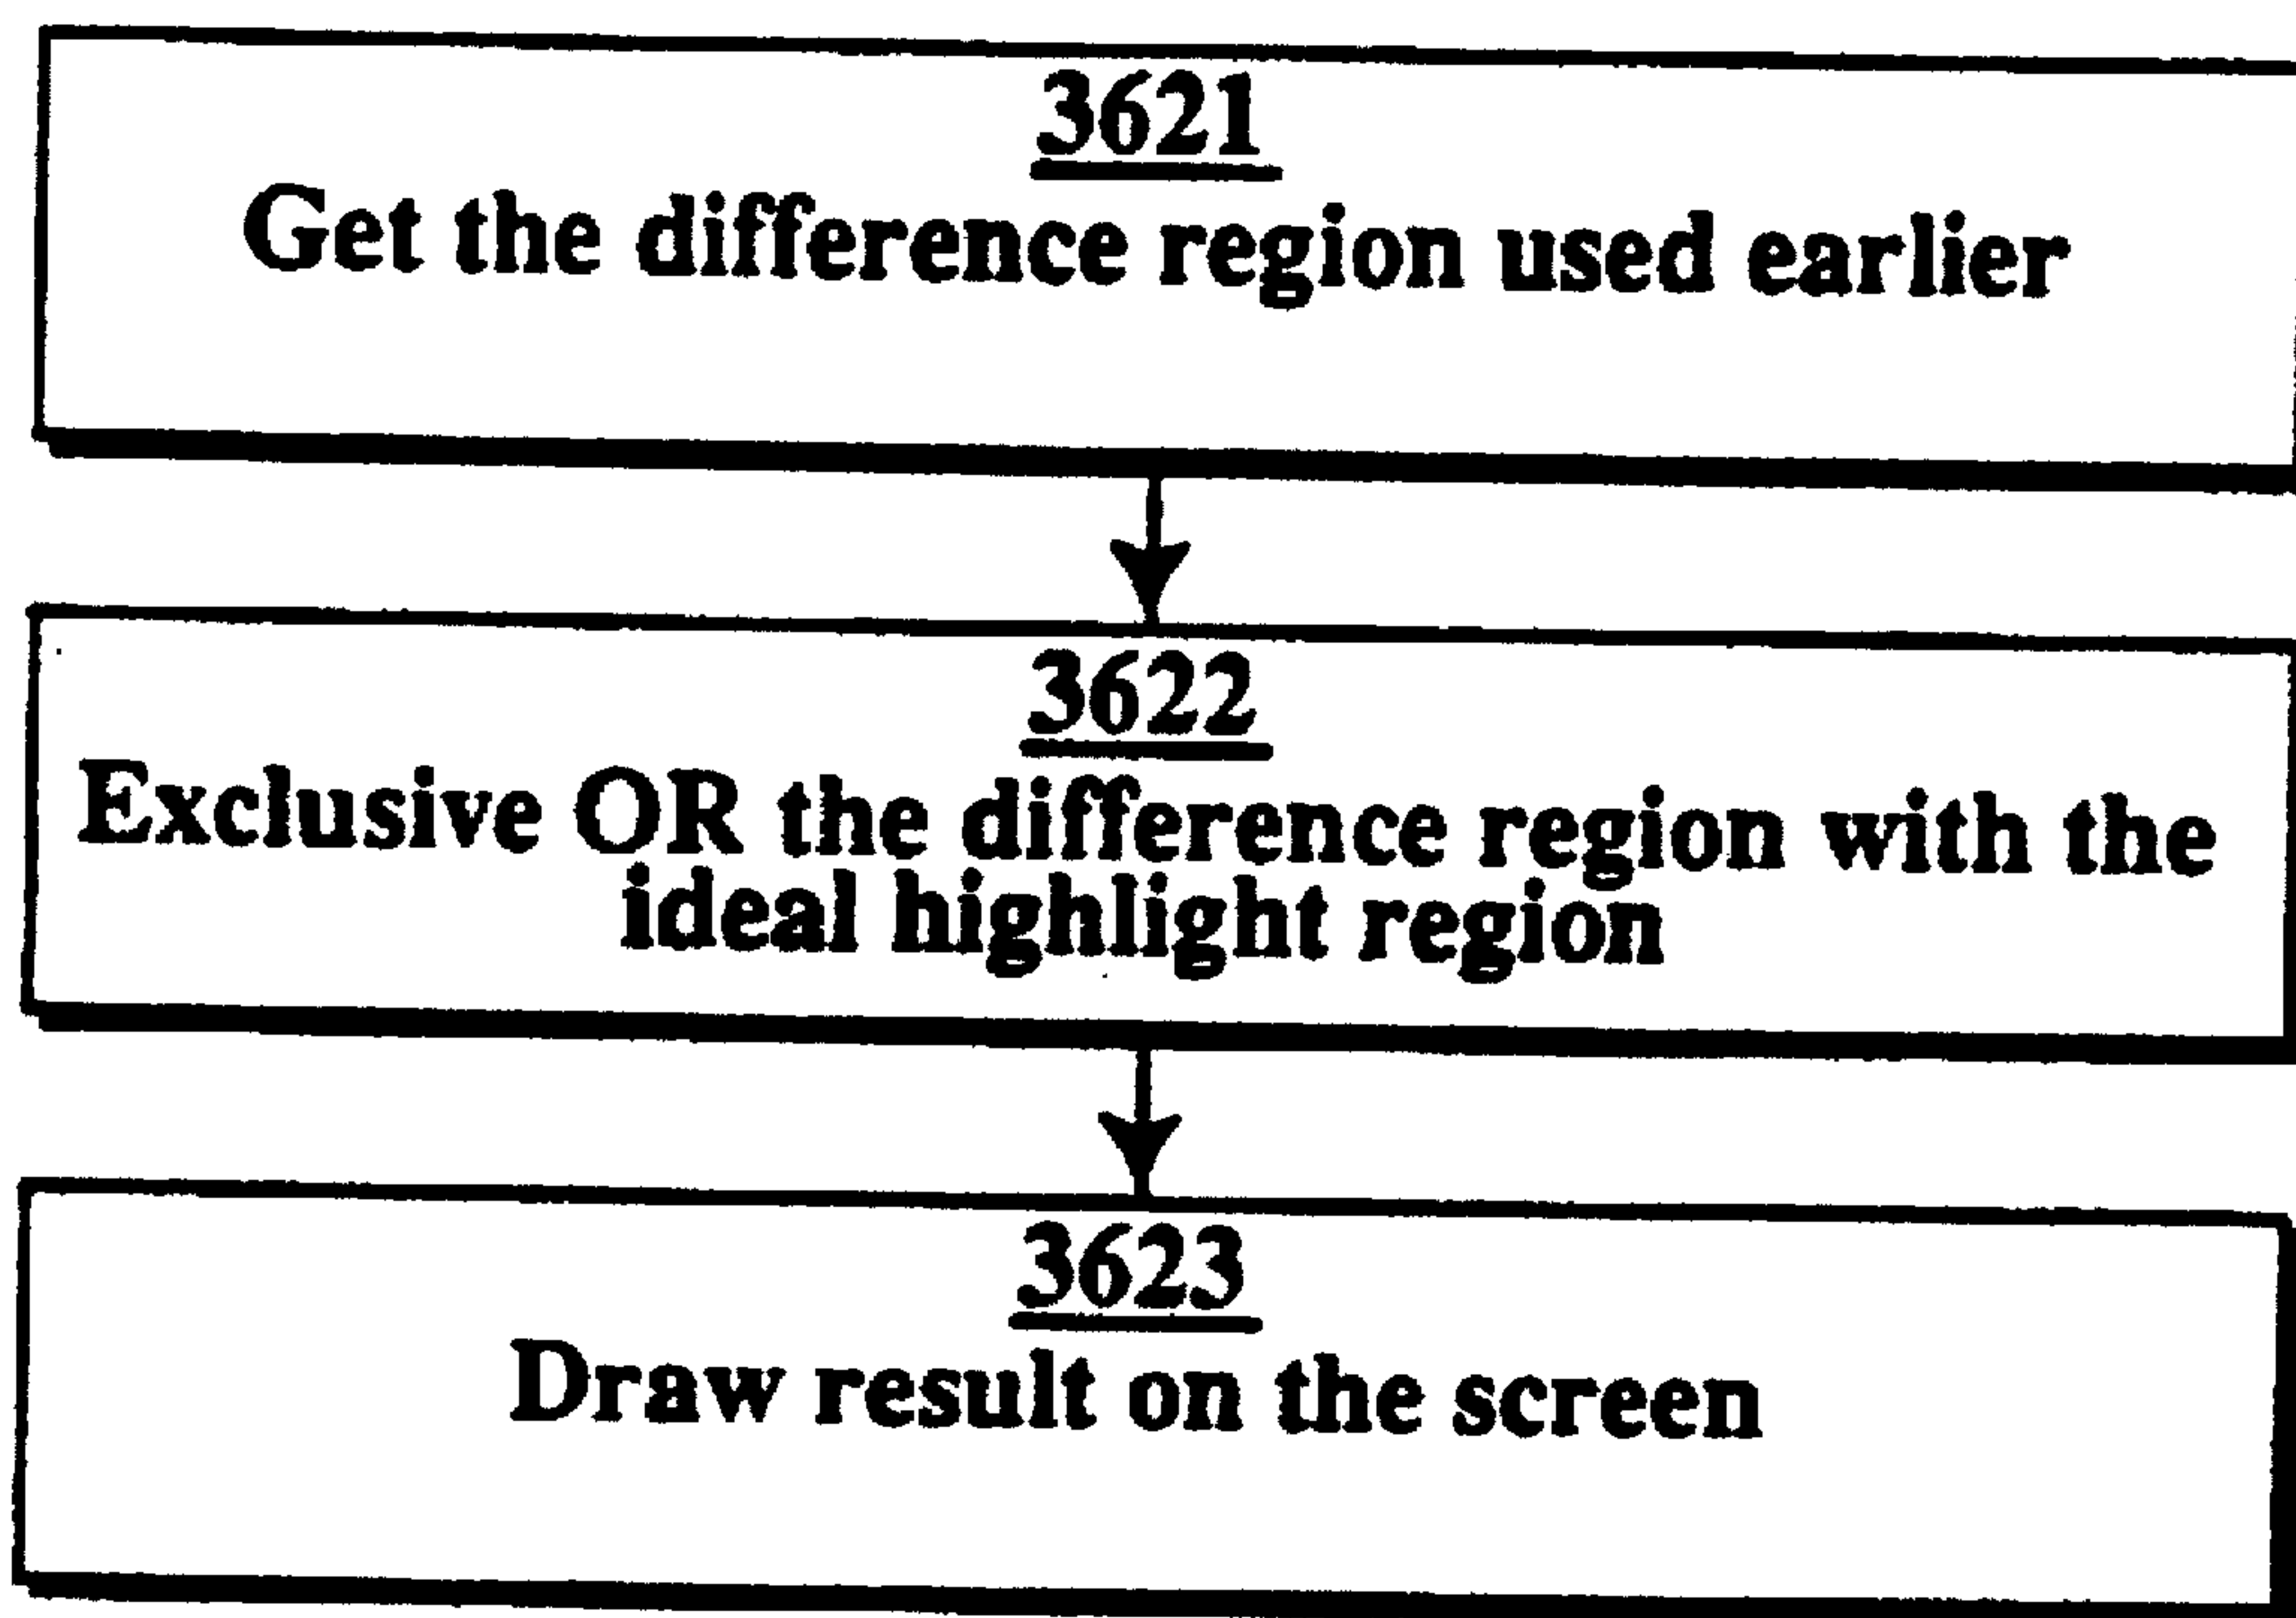 3621
Get the difference region used earlier
3622
Exclusive OR the difference region with the
ideal highlight region
3623
Draw result on the screen